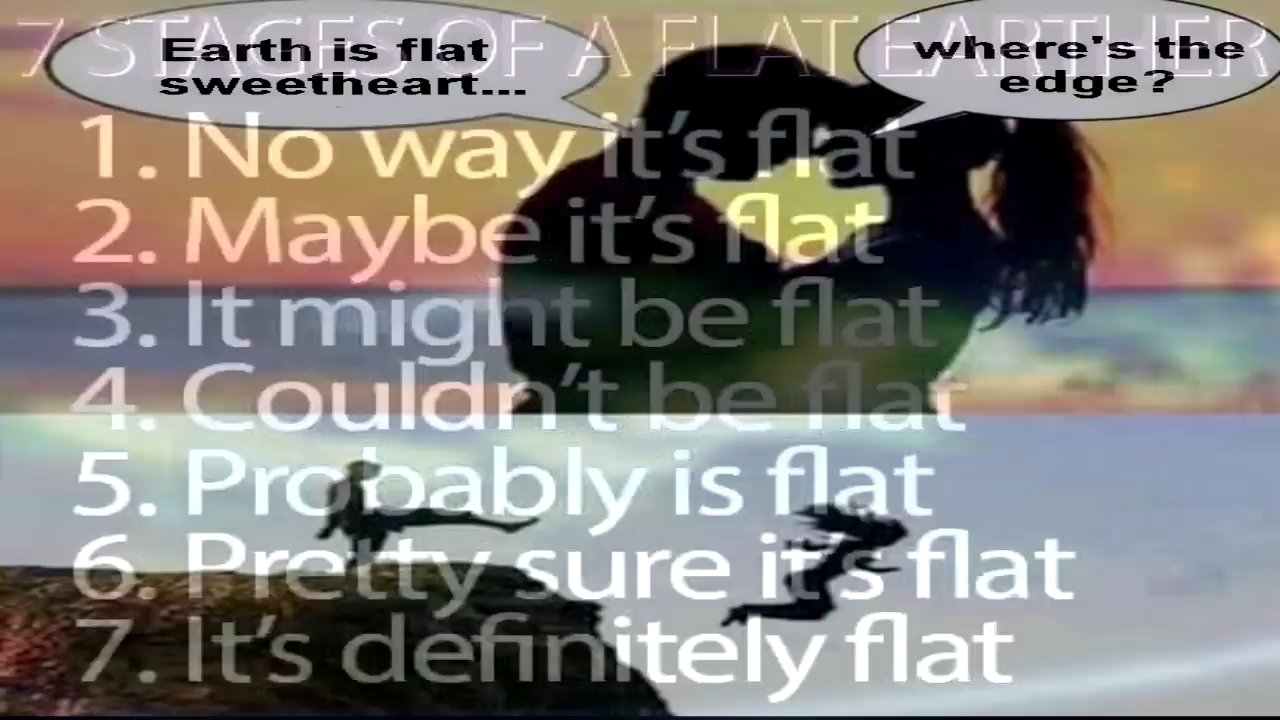 7 STAGES OF A FLAT EARTHER
Earth is flat
sweetheart...
where's the
edge?
1. No way it's flat
2. Maybe it's flat
3. It might be flat
4. Couldn't be flat
5. Probably is flat
6. Pretty sure it's flat
7. It's definitely flat